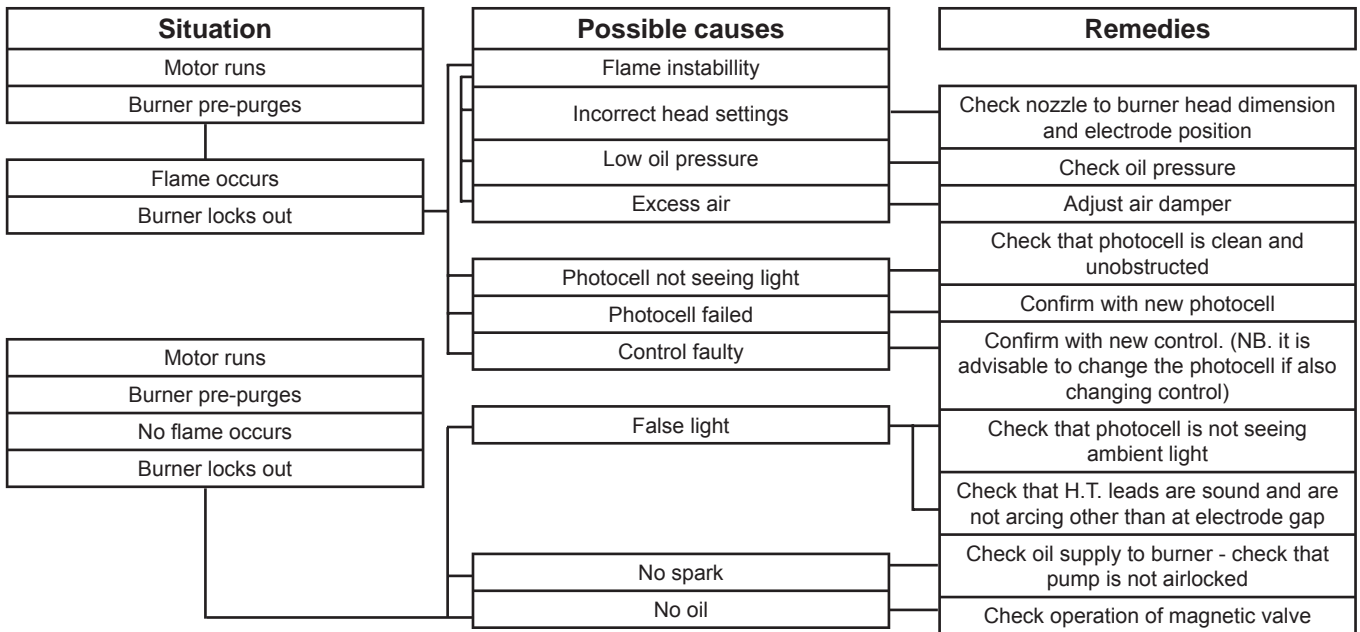 Situation
Motor runs
Burner pre-purges
Flame occurs
Burner locks out
Motor runs
Burner pre-purges
No flame occurs
Burner locks out
Possible causes
Flame instabillity
Incorrect head settings
Low oil pressure
Excess air
Photocell not seeing light
Photocell failed
Control faulty
False light
No spark
No oil
Remedies
Check nozzle to burner head dimension
and electrode position
Check oil pressure
Adjust air damper
Check that photocell is clean and
unobstructed
Confirm with new photocell
Confirm with new control. (NB. it is
advisable to change the photocell if also
changing control)
Check that photocell is not seeing
ambient light
Check that H.T. leads are sound and are
not arcing other than at electrode gap
Check oil supply to burner - check that
pump is not airlocked
Check operation of magnetic valve